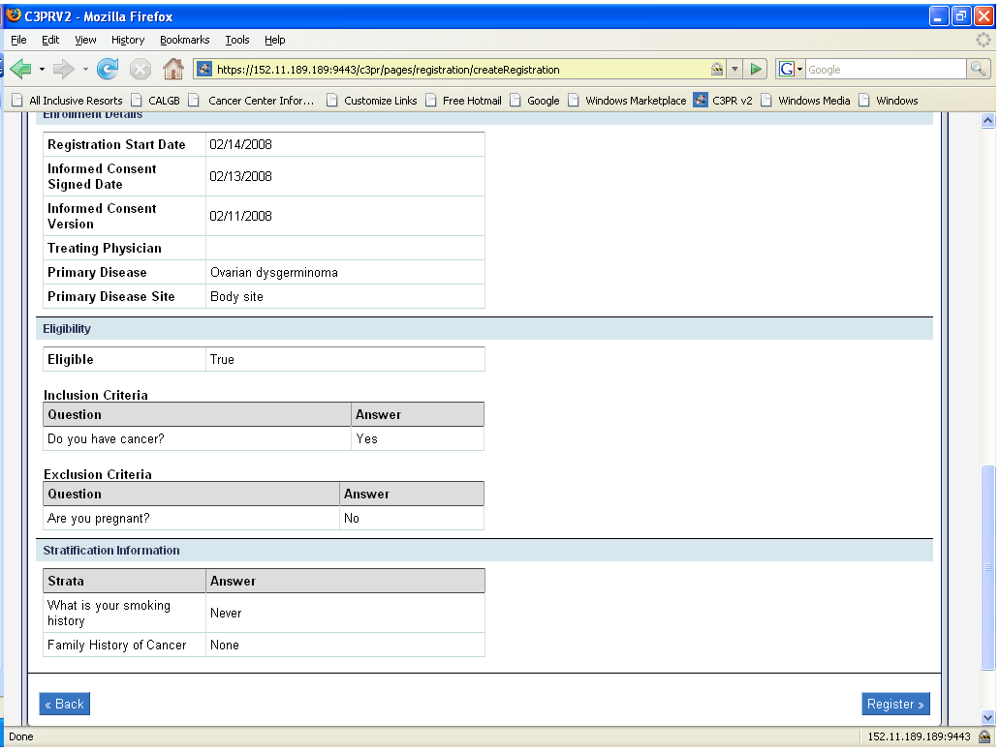 C3PRV2 - Mozilla Firefox
File Edit View History Bookmarks Tools Help
https://152.11.189.189:9443/c3pr/pages/registration/createRegistration
G Google
All Inclusive Resorts CALGB Cancer Center Infor... Customize Links Free Hotmail Google Windows Marketplace C3PR v2 Windows Media Windows
Enrollment Details
Registration Start Date 02/14/2008
Informed Consent
Signed Date 02/13/2008
Informed Consent
Version 02/11/2008
Treating Physician
Primary Disease Ovarian dysgerminoma
Primary Disease Site Body site
Eligibility
Eligible True
Inclusion Criteria
Question Answer
Do you have cancer? Yes
Exclusion Criteria
Question Answer
Are you pregnant? No
Stratification Information
Strata Answer
What is your smoking
history Never
Family History of Cancer None
« Back Register »
Done 152.11.189.189:9443